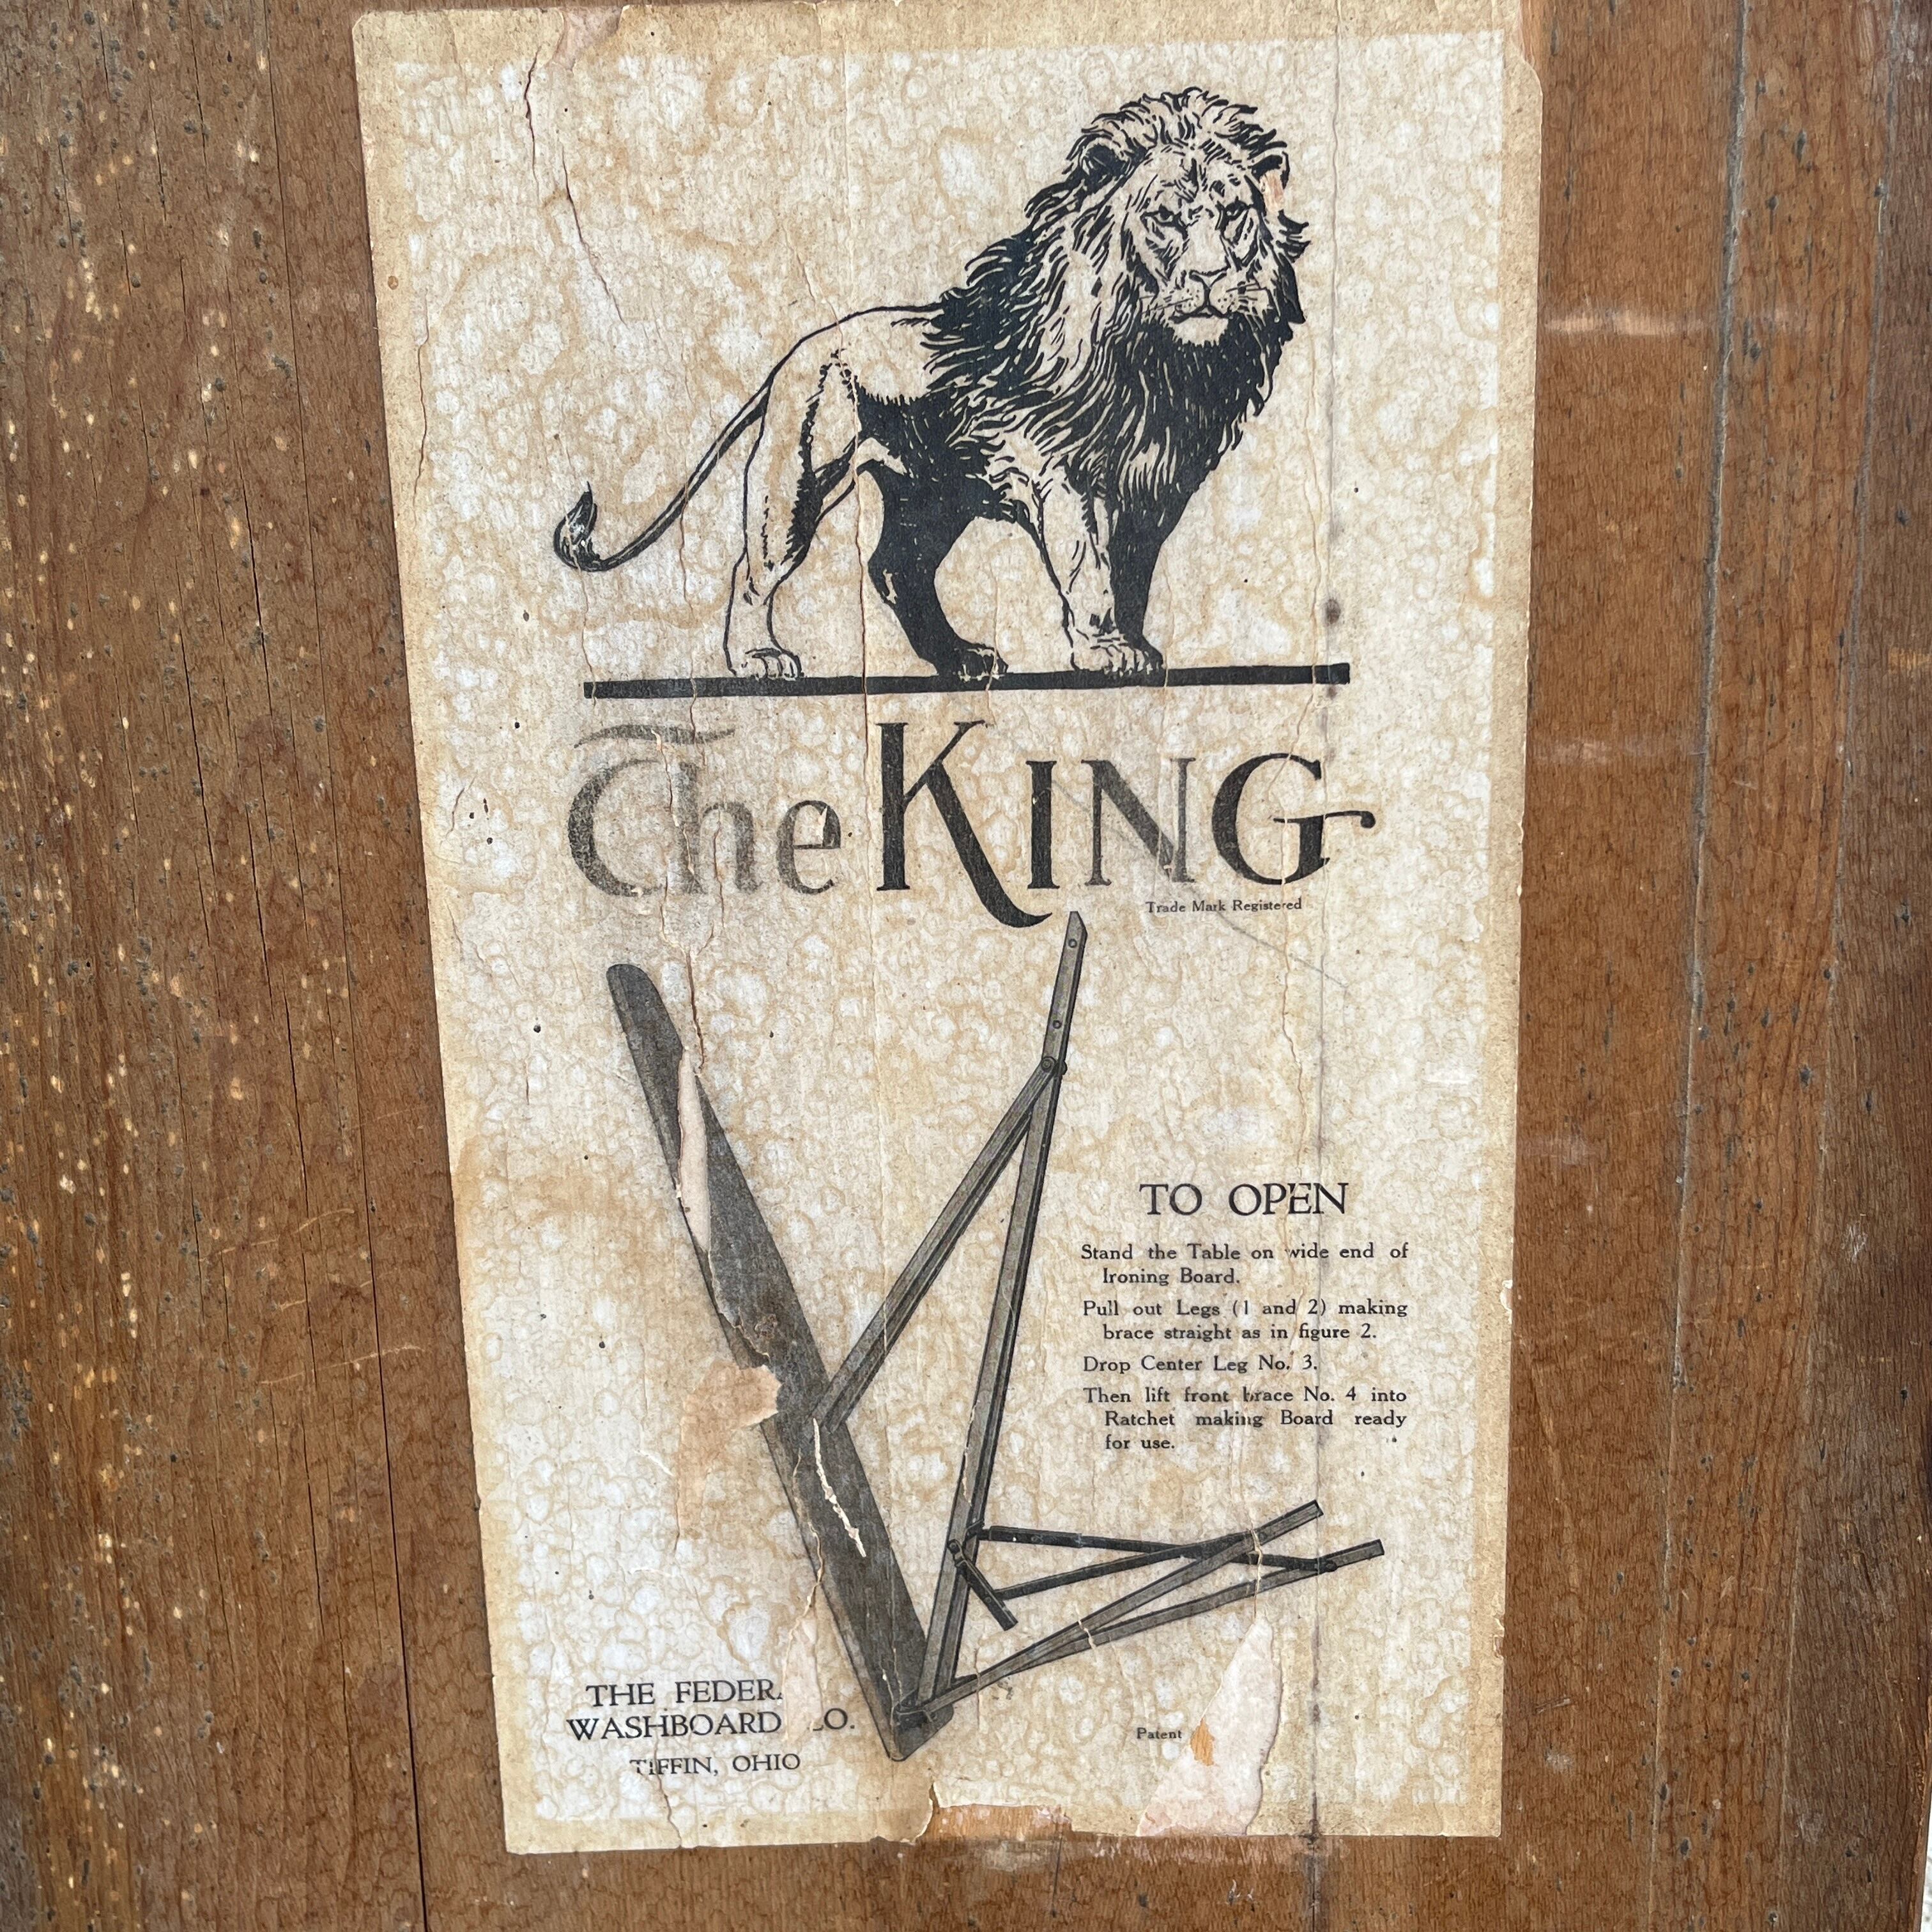 The KING
Trade Mark Registered
TO OPEN
Stand the Table on wide end of
Ironing Board.
Pull out Legs (1 and 2) making
brace straight as in figure 2.
Drop Center Leg No. 3.
Then lift front brace No. 4 into
Ratchet making Board ready
for use.
THE FEDER
WASHBOARD CO.
TIFFIN, OHIO
Patent